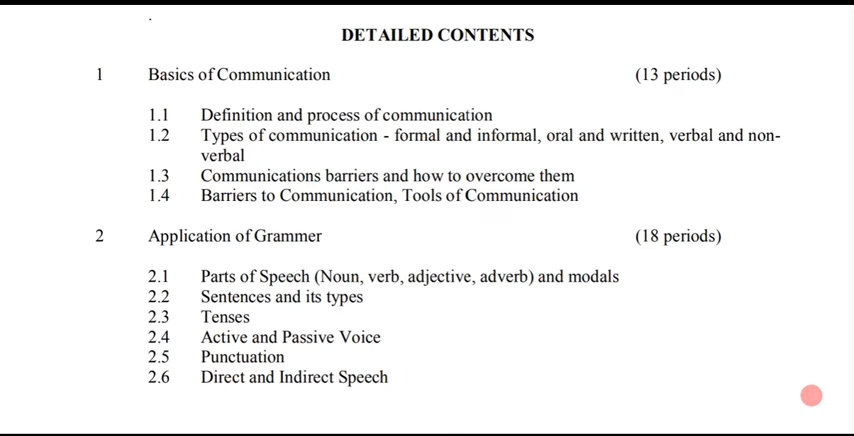 DETAILED CONTENTS
1 Basics of Communication (13 periods)
1.1 Definition and process of communication
1.2 Types of communication - formal and informal, oral and written, verbal and non-
verbal
1.3 Communications barriers and how to overcome them
1.4 Barriers to Communication, Tools of Communication
2 Application of Grammer (18 periods)
2.1 Parts of Speech (Noun, verb, adjective, adverb) and modals
2.2 Sentences and its types
2.3 Tenses
2.4 Active and Passive Voice
2.5 Punctuation
2.6 Direct and Indirect Speech